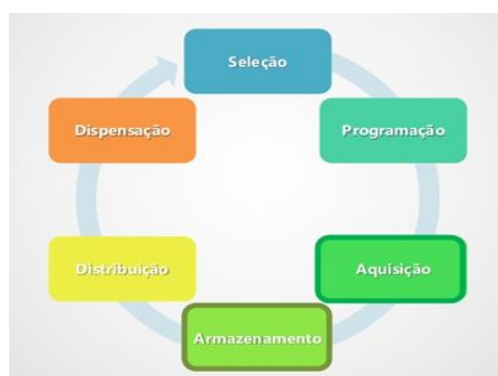 Seleção
Programação
Aquisição
Armazenamento
Distribuição
Dispensação